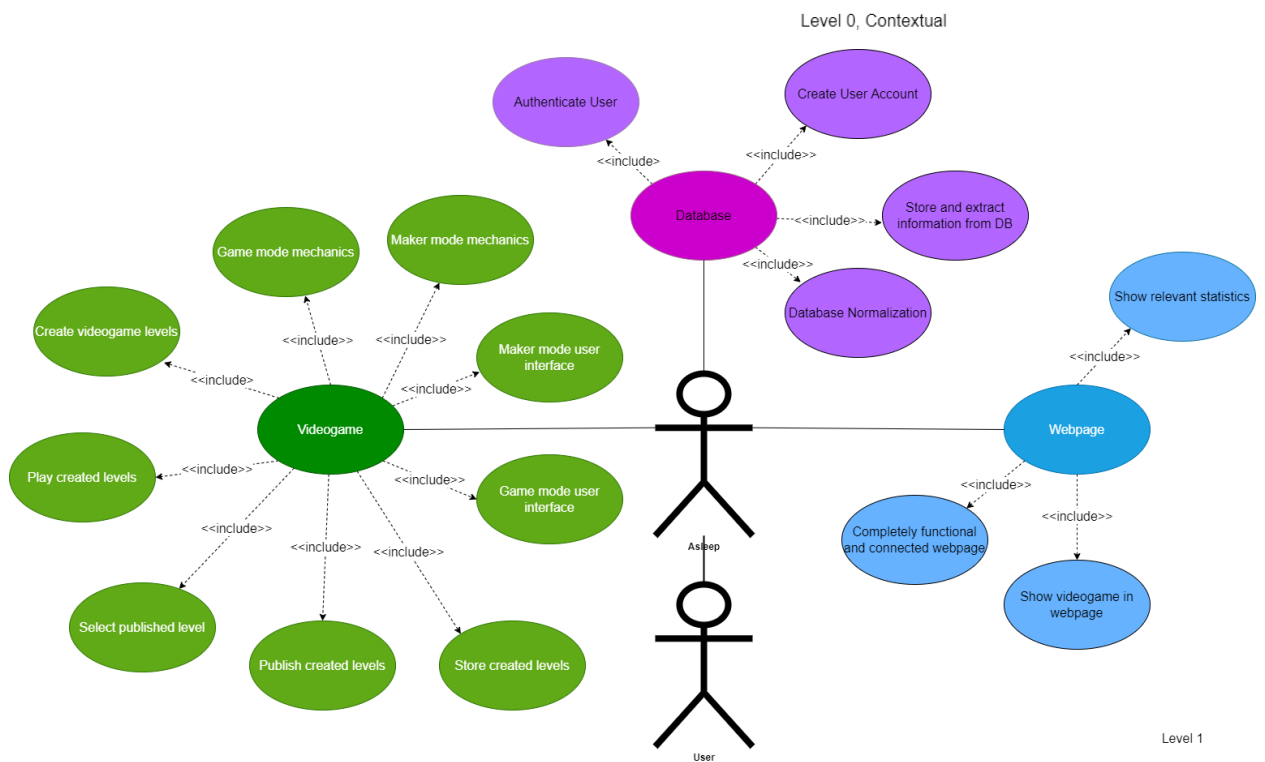 Level 0, Contextual
Create User Account
Authenticate User
<<include>>
<<include>
Database
Store and extract
information from DB
<<include>>
<<include>>
Database Normalization
Maker mode mechanics
Game mode mechanics
Create videogame levels
<<include>>
<<include>>
Maker mode user
interface
<<include>
<<include>>
Videogame
Play created levels
<<include>>
<<include>>
Game mode user
interface
<<include>>
<<include>>
<<include>>
Select published level
Publish created levels
Store created levels
Show relevant statistics
<<include>>
Webpage
<<include>>
<<include>>
Completely functional
and connected webpage
Show videogame in
webpage
Asleep
User
Level 1